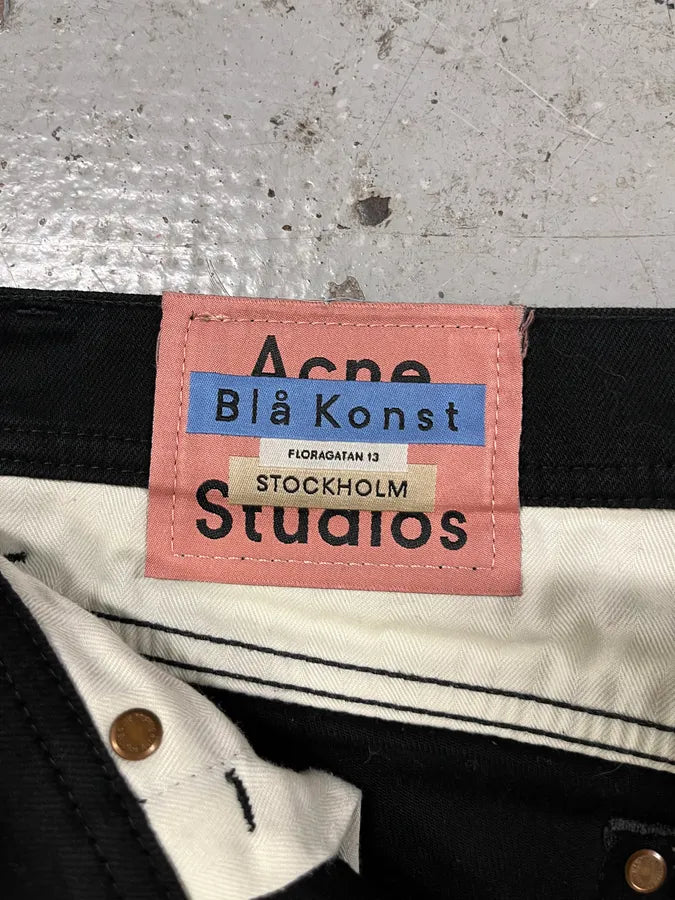 Acne
Blå Konst
FLORAGATAN 13
STOCKHOLM
Studios